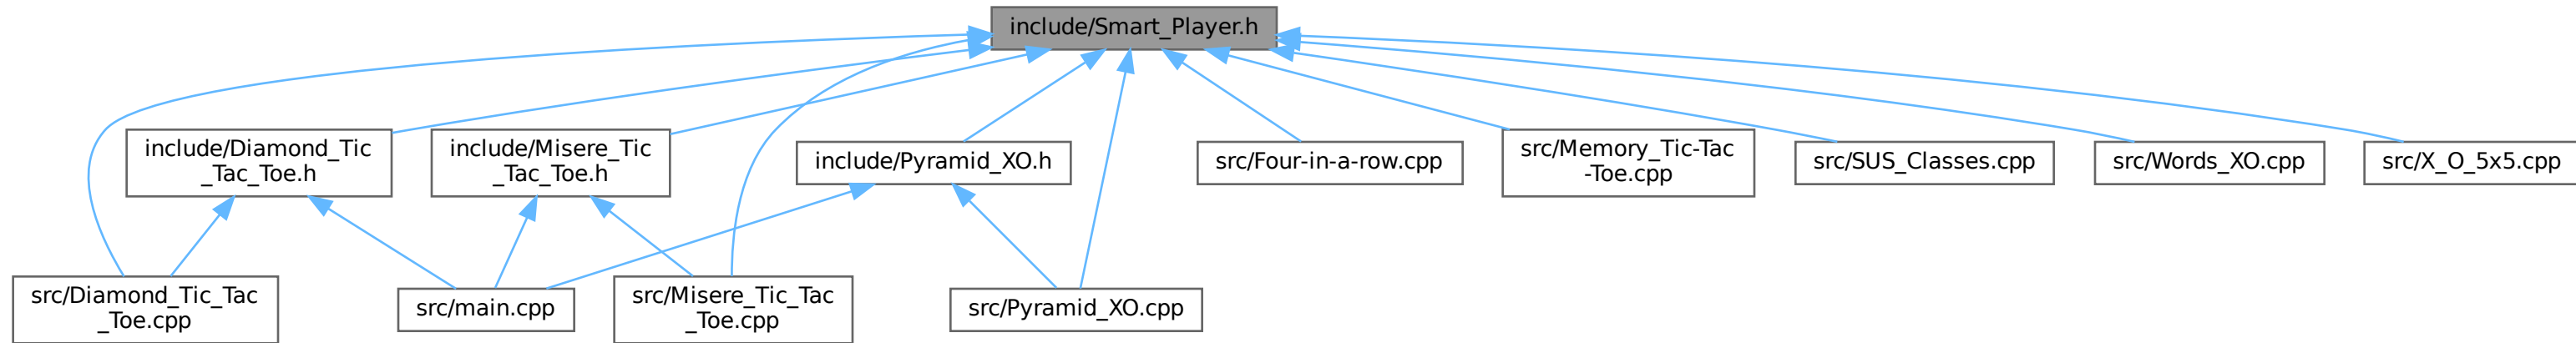 include/Smart_Player.h
include/Diamond_Tic
_Tac_Toe.h
include/Misere_Tic
_Tac_Toe.h
include/Pyramid_XO.h
src/Four-in-a-row.cpp
src/Memory_Tic-Tac
-Toe.cpp
src/SUS_Classes.cpp
src/Words_XO.cpp
src/X_O_5x5.cpp
src/Diamond_Tic_Tac
_Toe.cpp
src/main.cpp
src/Misere_Tic_Tac
_Toe.cpp
src/Pyramid_XO.cpp